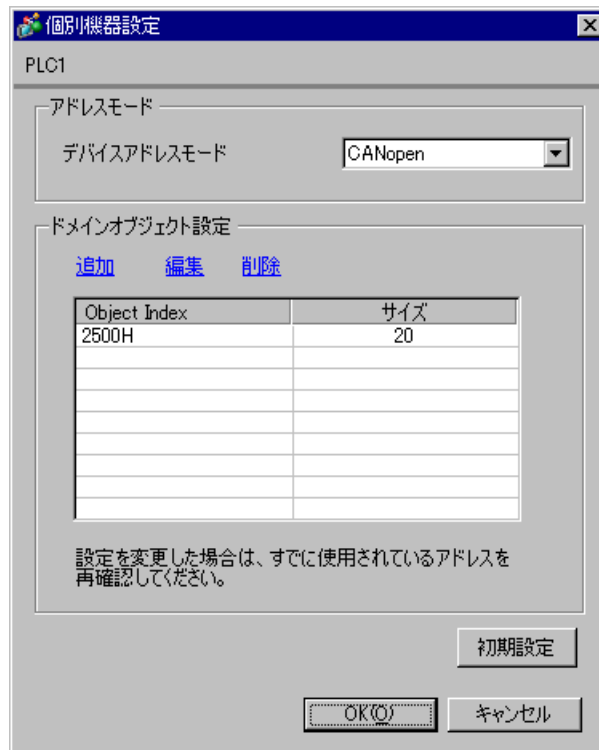 個別機器設定
PLC1
アドレスモード
デバイスアドレスモード CANopen
ドメインオブジェクト設定
追加 編集 削除
Object Index サイズ
2500H 20
設定を変更した場合は、すでに使用されているアドレスを
再確認してください。
初期設定
OK(O) キャンセル